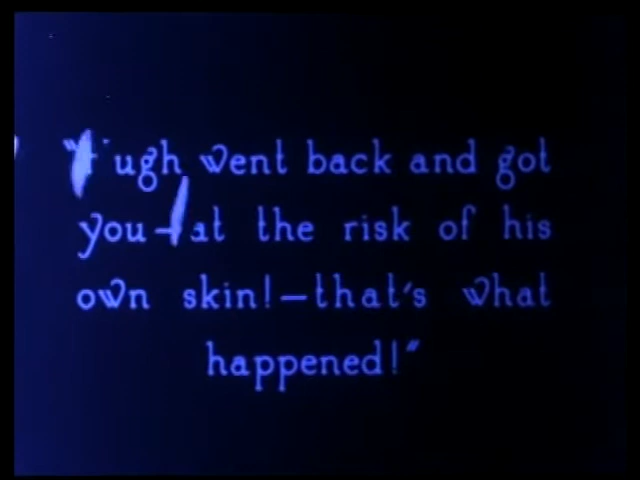 went back and got
you—at the risk of his
own skin!—that's what
happened!"